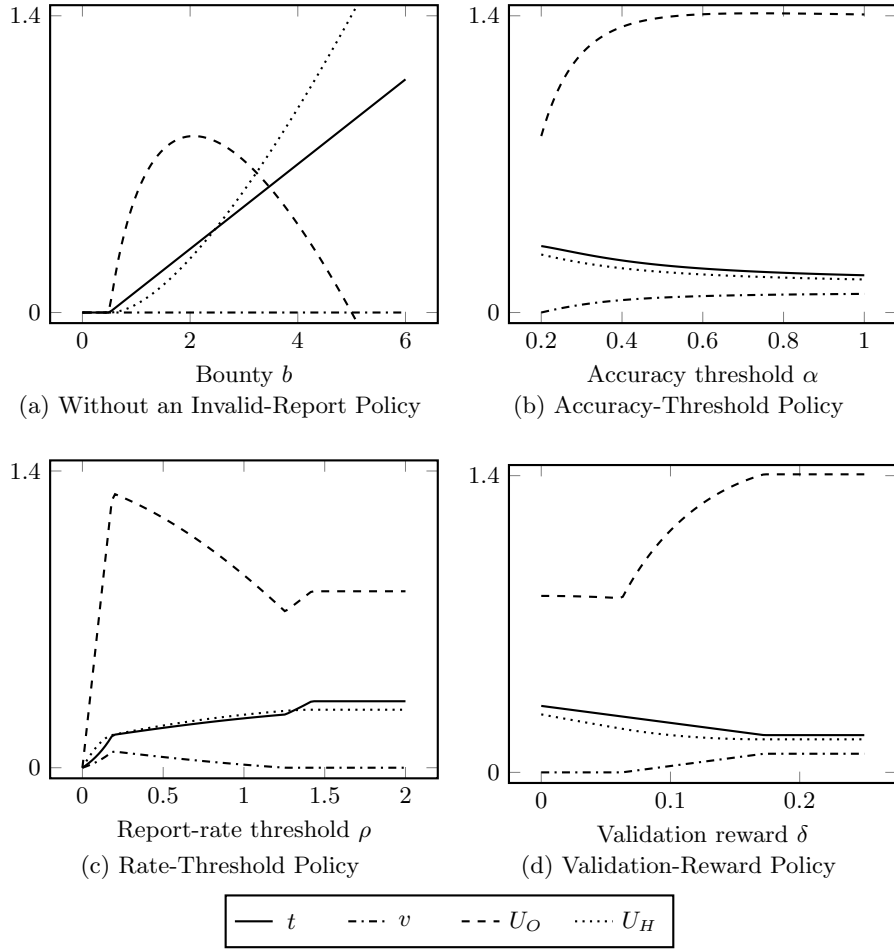 1.4
0
0 2 4 6
Bounty b
(a) Without an Invalid-Report Policy
1.4
0
0.2 0.4 0.6 0.8 1
Accuracy threshold α
(b) Accuracy-Threshold Policy
1.4
0
0 0.5 1 1.5 2
Report-rate threshold ρ
(c) Rate-Threshold Policy
1.4
0
0 0.1 0.2
Validation reward δ
(d) Validation-Reward Policy
t v U_O U_H